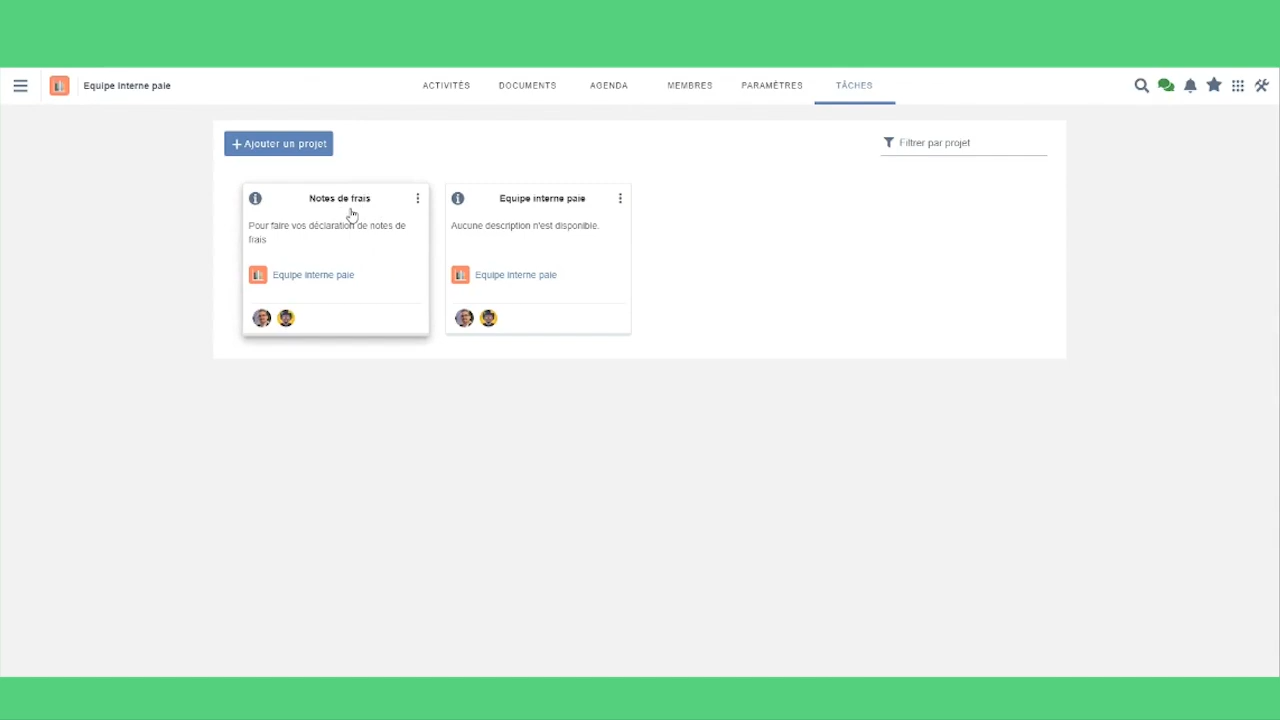 Equipe interne paie
ACTIVITÉS
DOCUMENTS
AGENDA
MEMBRES
PARAMÈTRES
TÂCHES
Ajouter un projet
Filtrer par projet
Notes de frais
Pour faire vos déclaration de notes de
frais
Equipe interne paie
Equipe interne paie
Aucune description n'est disponible.
Equipe interne paie